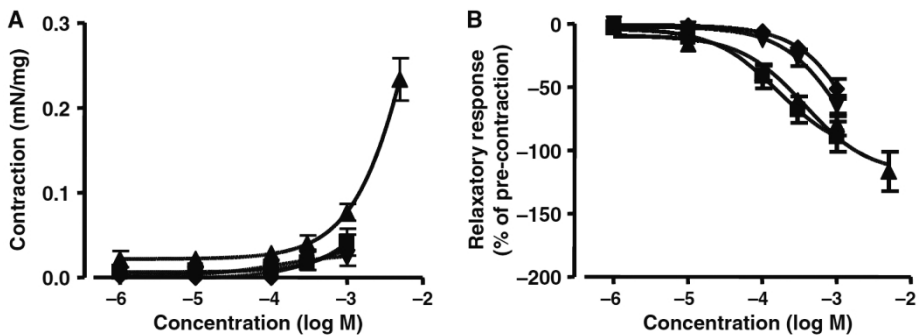 A
Contraction (mN/mg)
0.3
0.2
0.1
0.0
–6
–5
–4
–3
–2
Concentration (log M)
B
Relaxatory response
(% of pre-contraction)
0
–50
–100
–150
–200
–6
–5
–4
–3
–2
Concentration (log M)